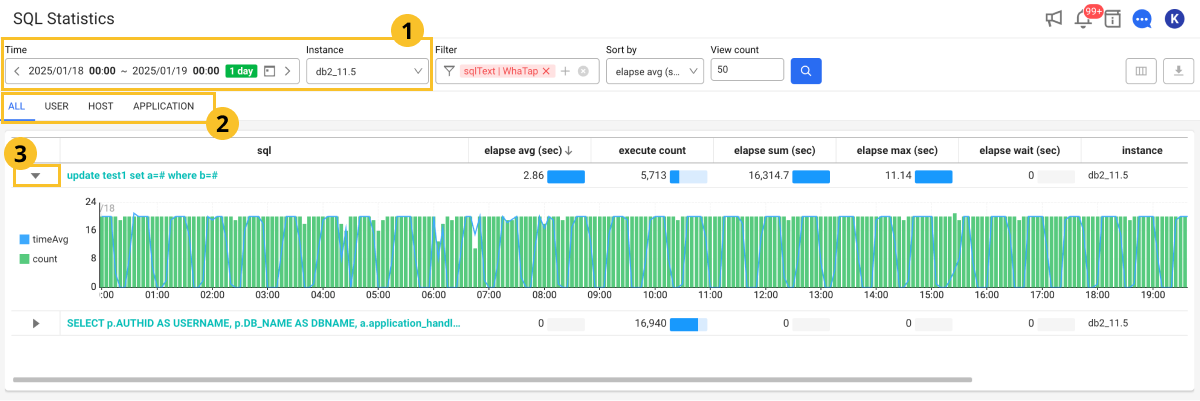 SQL Statistics
99+
K
1
Time
Instance
Filter
Sort by
View count
2025/01/18 00:00 ~ 2025/01/19 00:00 1 day
db2_11.5
sqlText | WhaTap
elapse avg (s...
50
ALL USER HOST APPLICATION
2
3
sql elapse avg (sec) execute count elapse sum (sec) elapse max (sec) elapse wait (sec) instance
update test1 set a=# where b=# 2.86 5,713 16,314.7 11.14 0 db2_11.5
24
/18
16
8
0
timeAvg
count
:00 01:00 02:00 03:00 04:00 05:00 06:00 07:00 08:00 09:00 10:00 11:00 12:00 13:00 14:00 15:00 16:00 17:00 18:00 19:00
SELECT p.AUTHID AS USERNAME, p.DB_NAME AS DBNAME, a.application_handl... 0 16,940 0 0 0 db2_11.5